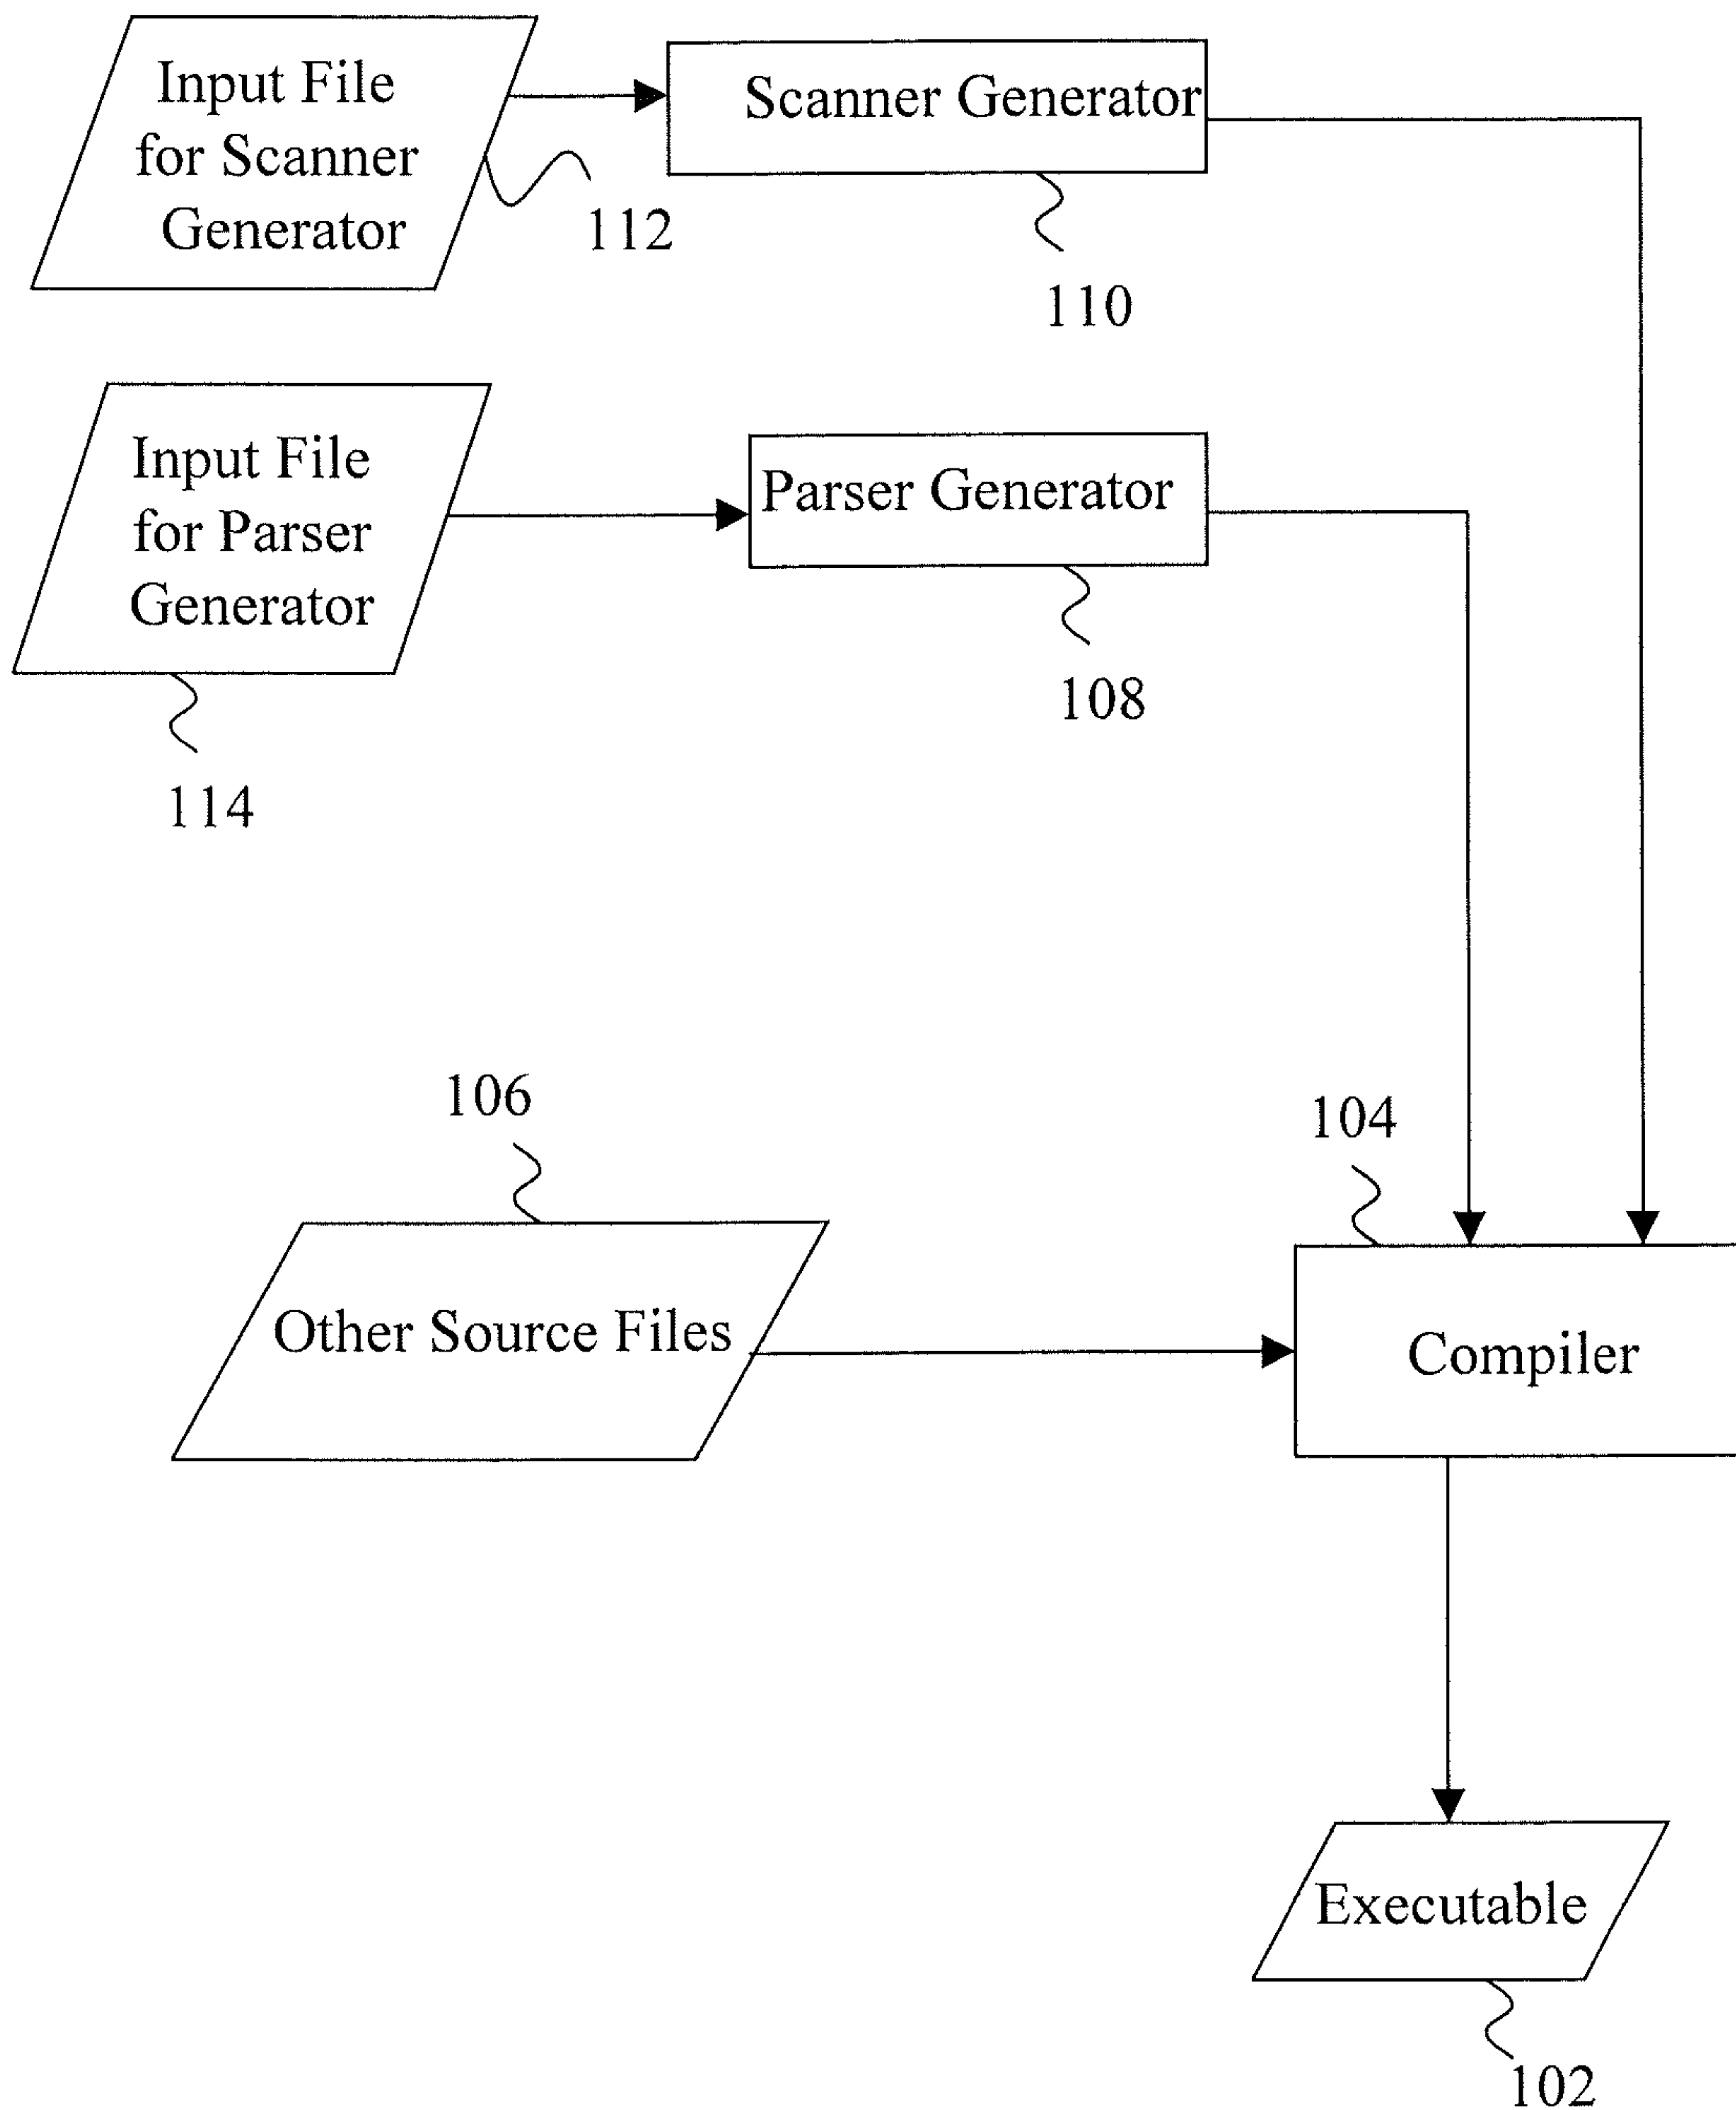 Input File
for Scanner
Generator
112
Scanner Generator
110
Input File
for Parser
Generator
114
Parser Generator
108
106
Other Source Files
104
Compiler
Executable
102